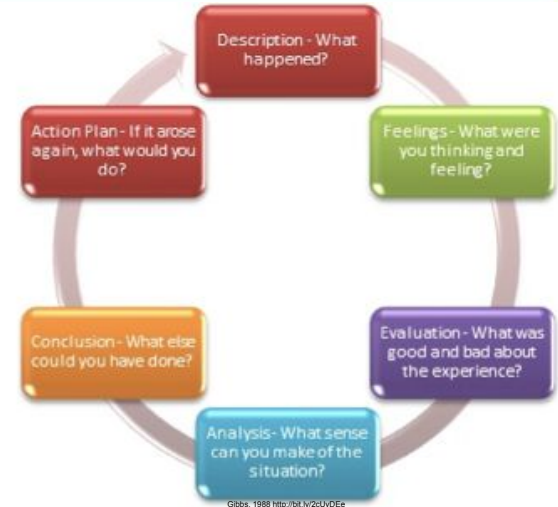 Description - What
happened?
Feelings - What were
you thinking and
feeling?
Evaluation - What was
good and bad about
the experience?
Analysis- What sense
can you make of the
situation?
Conclusion - What else
could you have done?
Action Plan - If it arose
again, what would you
do?
Gibbs, 1988 http://bit.ly/2cUvDEe